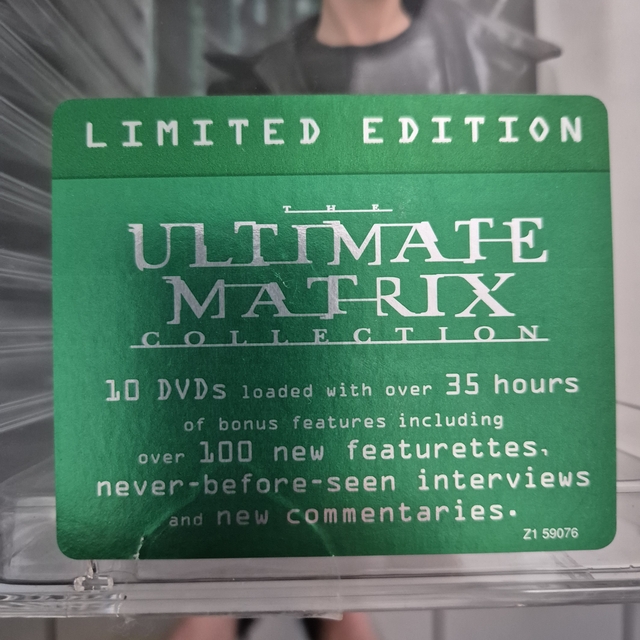 LIMITED EDITION
THE
ULTIMATE
MATRIX
COLLECTION
10 DVDs loaded with over 35 hours
of bonus features including
over 100 new featurettes,
never-before-seen interviews
and new commentaries.
Z1 59076